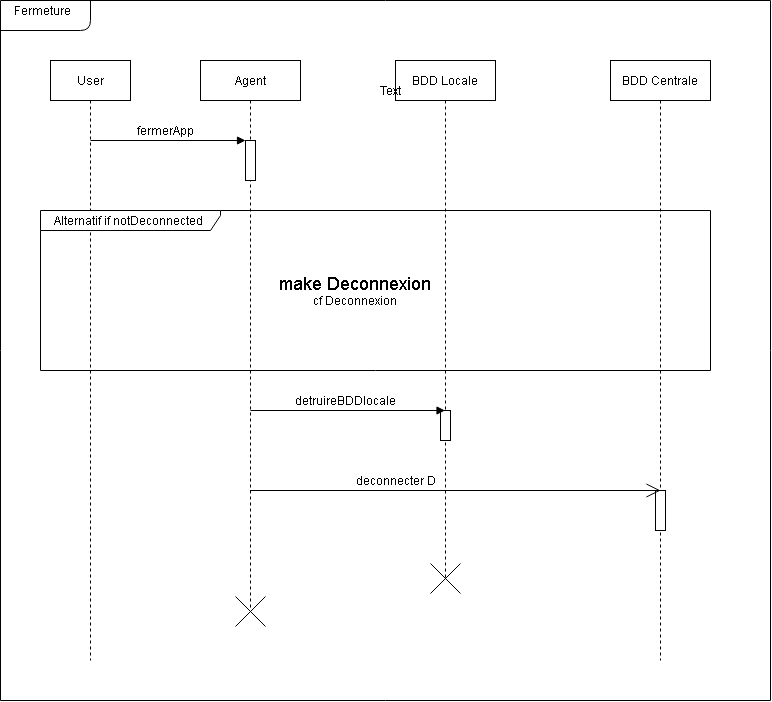 Fermeture
User
Agent
BDD Locale
BDD Centrale
Text
fermerApp
Alternatif if notDeconnected
make Deconnexion
cf Deconnexion
detruireBDDlocale
deconnecter D